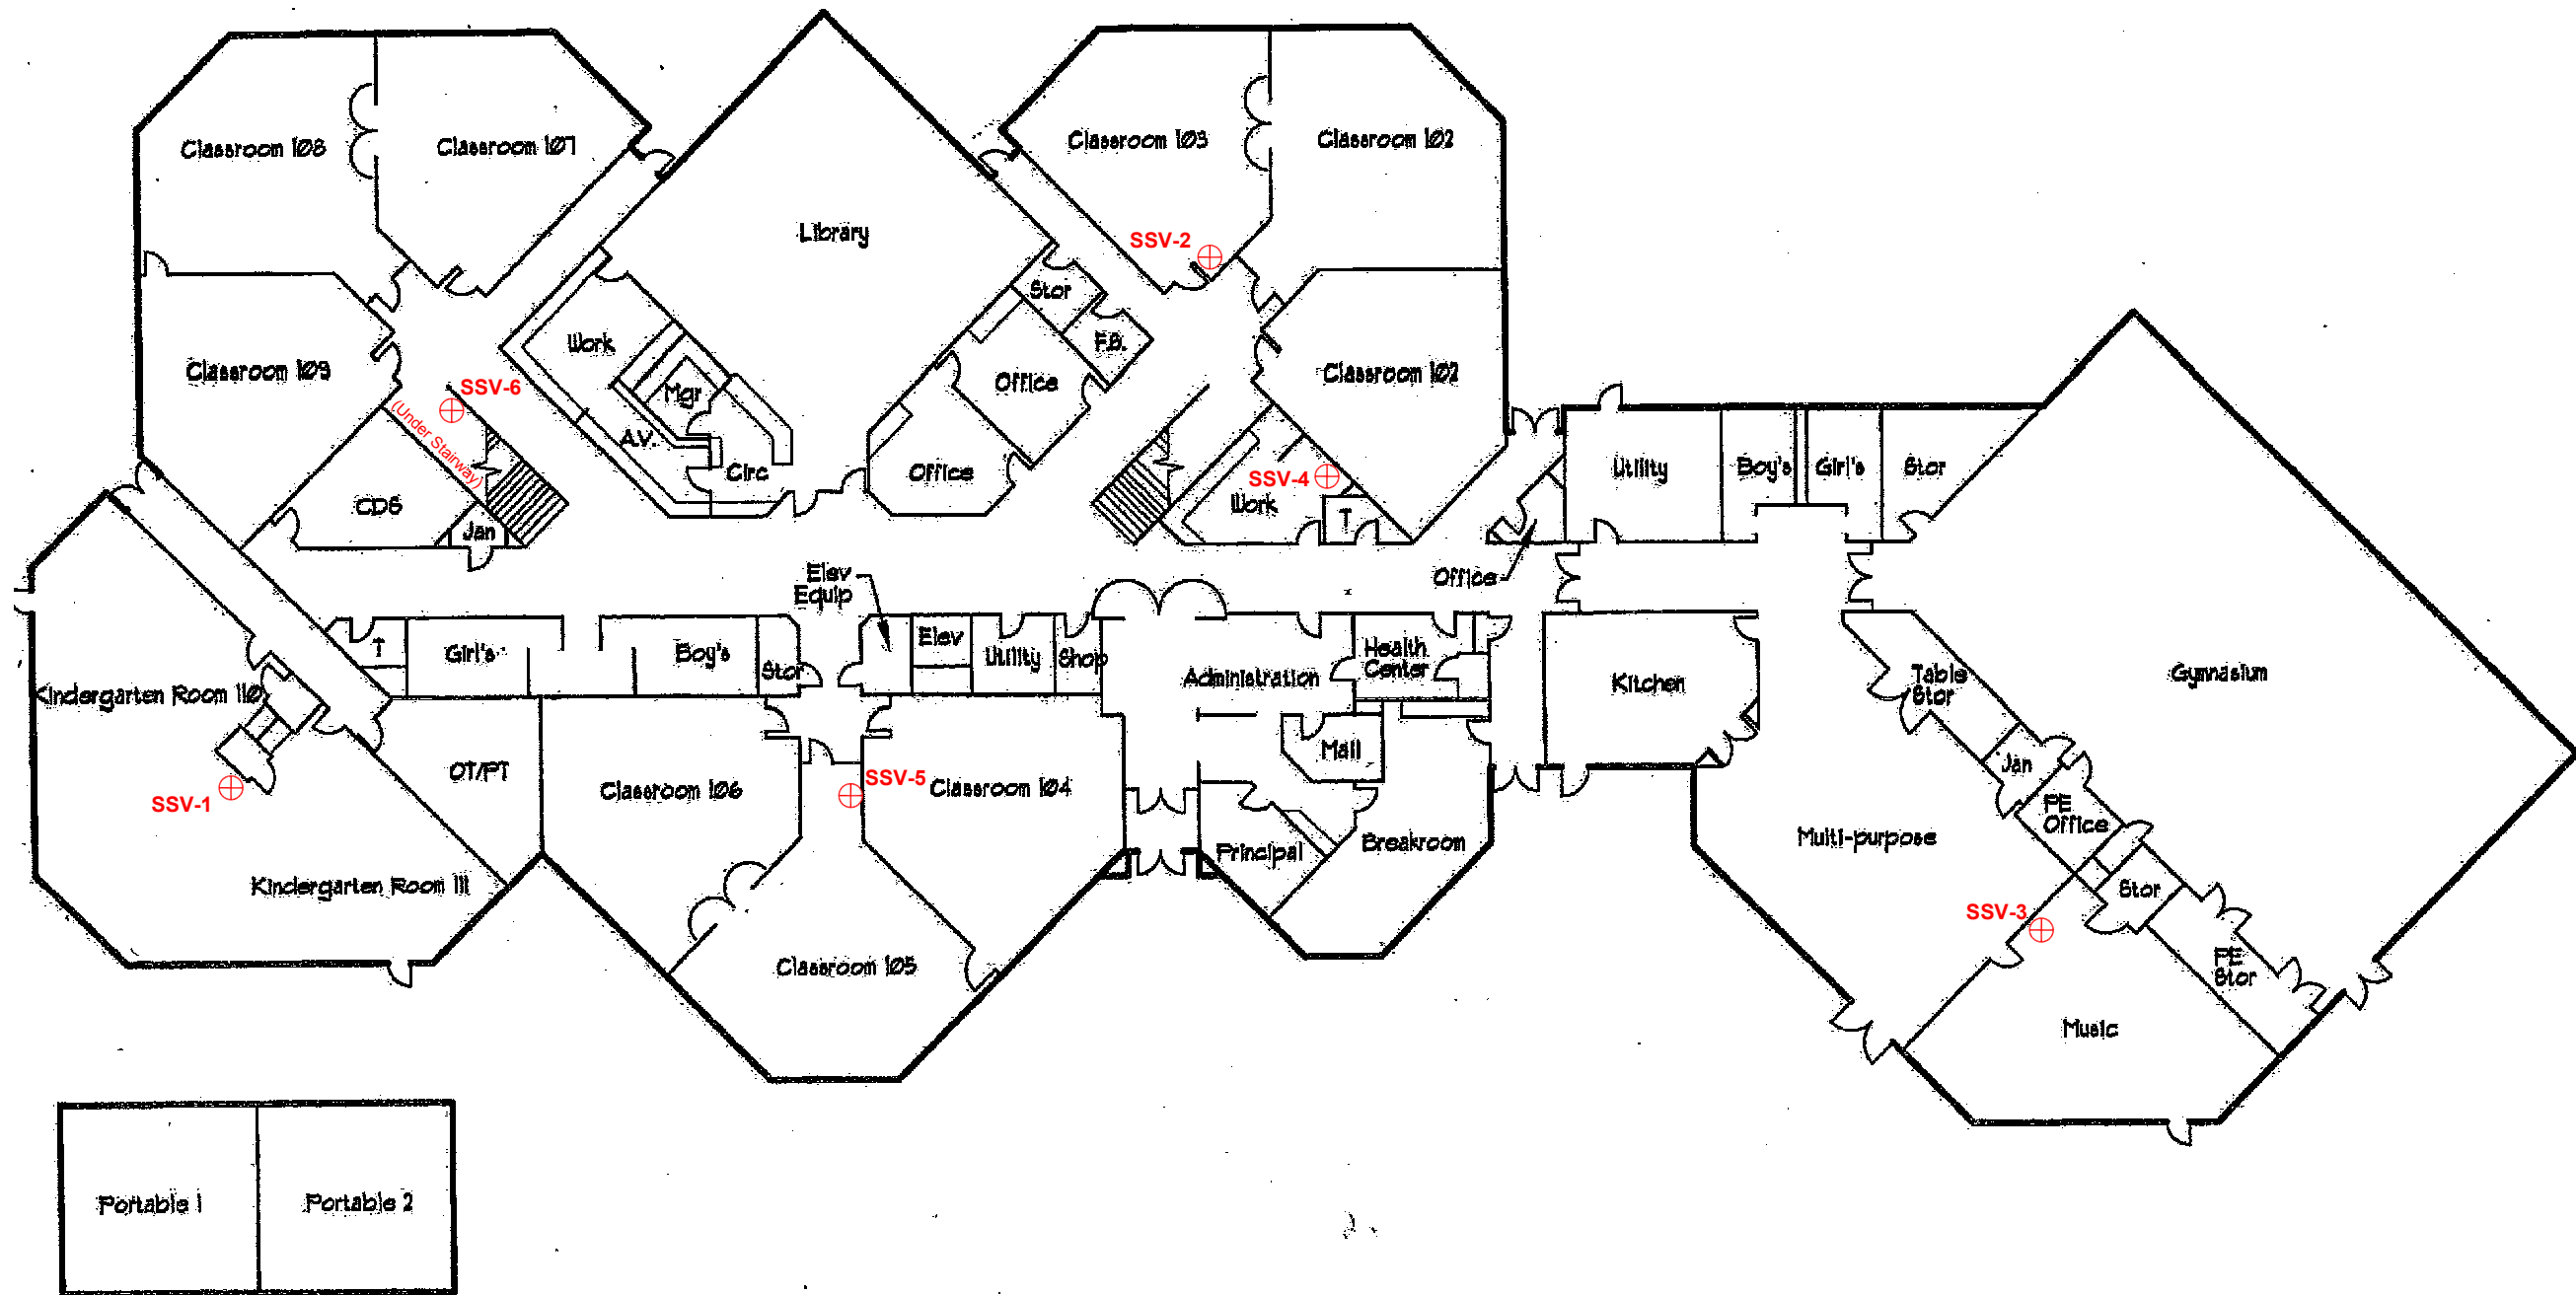 Classroom 108
Classroom 107
Library
Classroom 103
Classroom 102
SSV-2
Stor
F.S.
Work
Mgr
A.V.
Circ
Office
Office
Classroom 109
SSV-6
(Under Stairway)
CDS
Jan
Classroom 102
SSV-4
Work
T
Utility
Boy's
Girl's
Stor
Office
Elev
Equip
Elev
Utility
Shop
T
Girl's
Boy's
Stor
Administration
Health
Center
Kitchen
Table
Stor
Gymnasium
Kindergarten Room 110
SSV-1
OT/PT
Classroom 106
SSV-5
Classroom 104
Mail
Jan
PE
Office
Multi-purpose
Principal
Breakroom
Kindergarten Room 111
Stor
SSV-3
PE
Stor
Classroom 105
Music
Portable 1
Portable 2